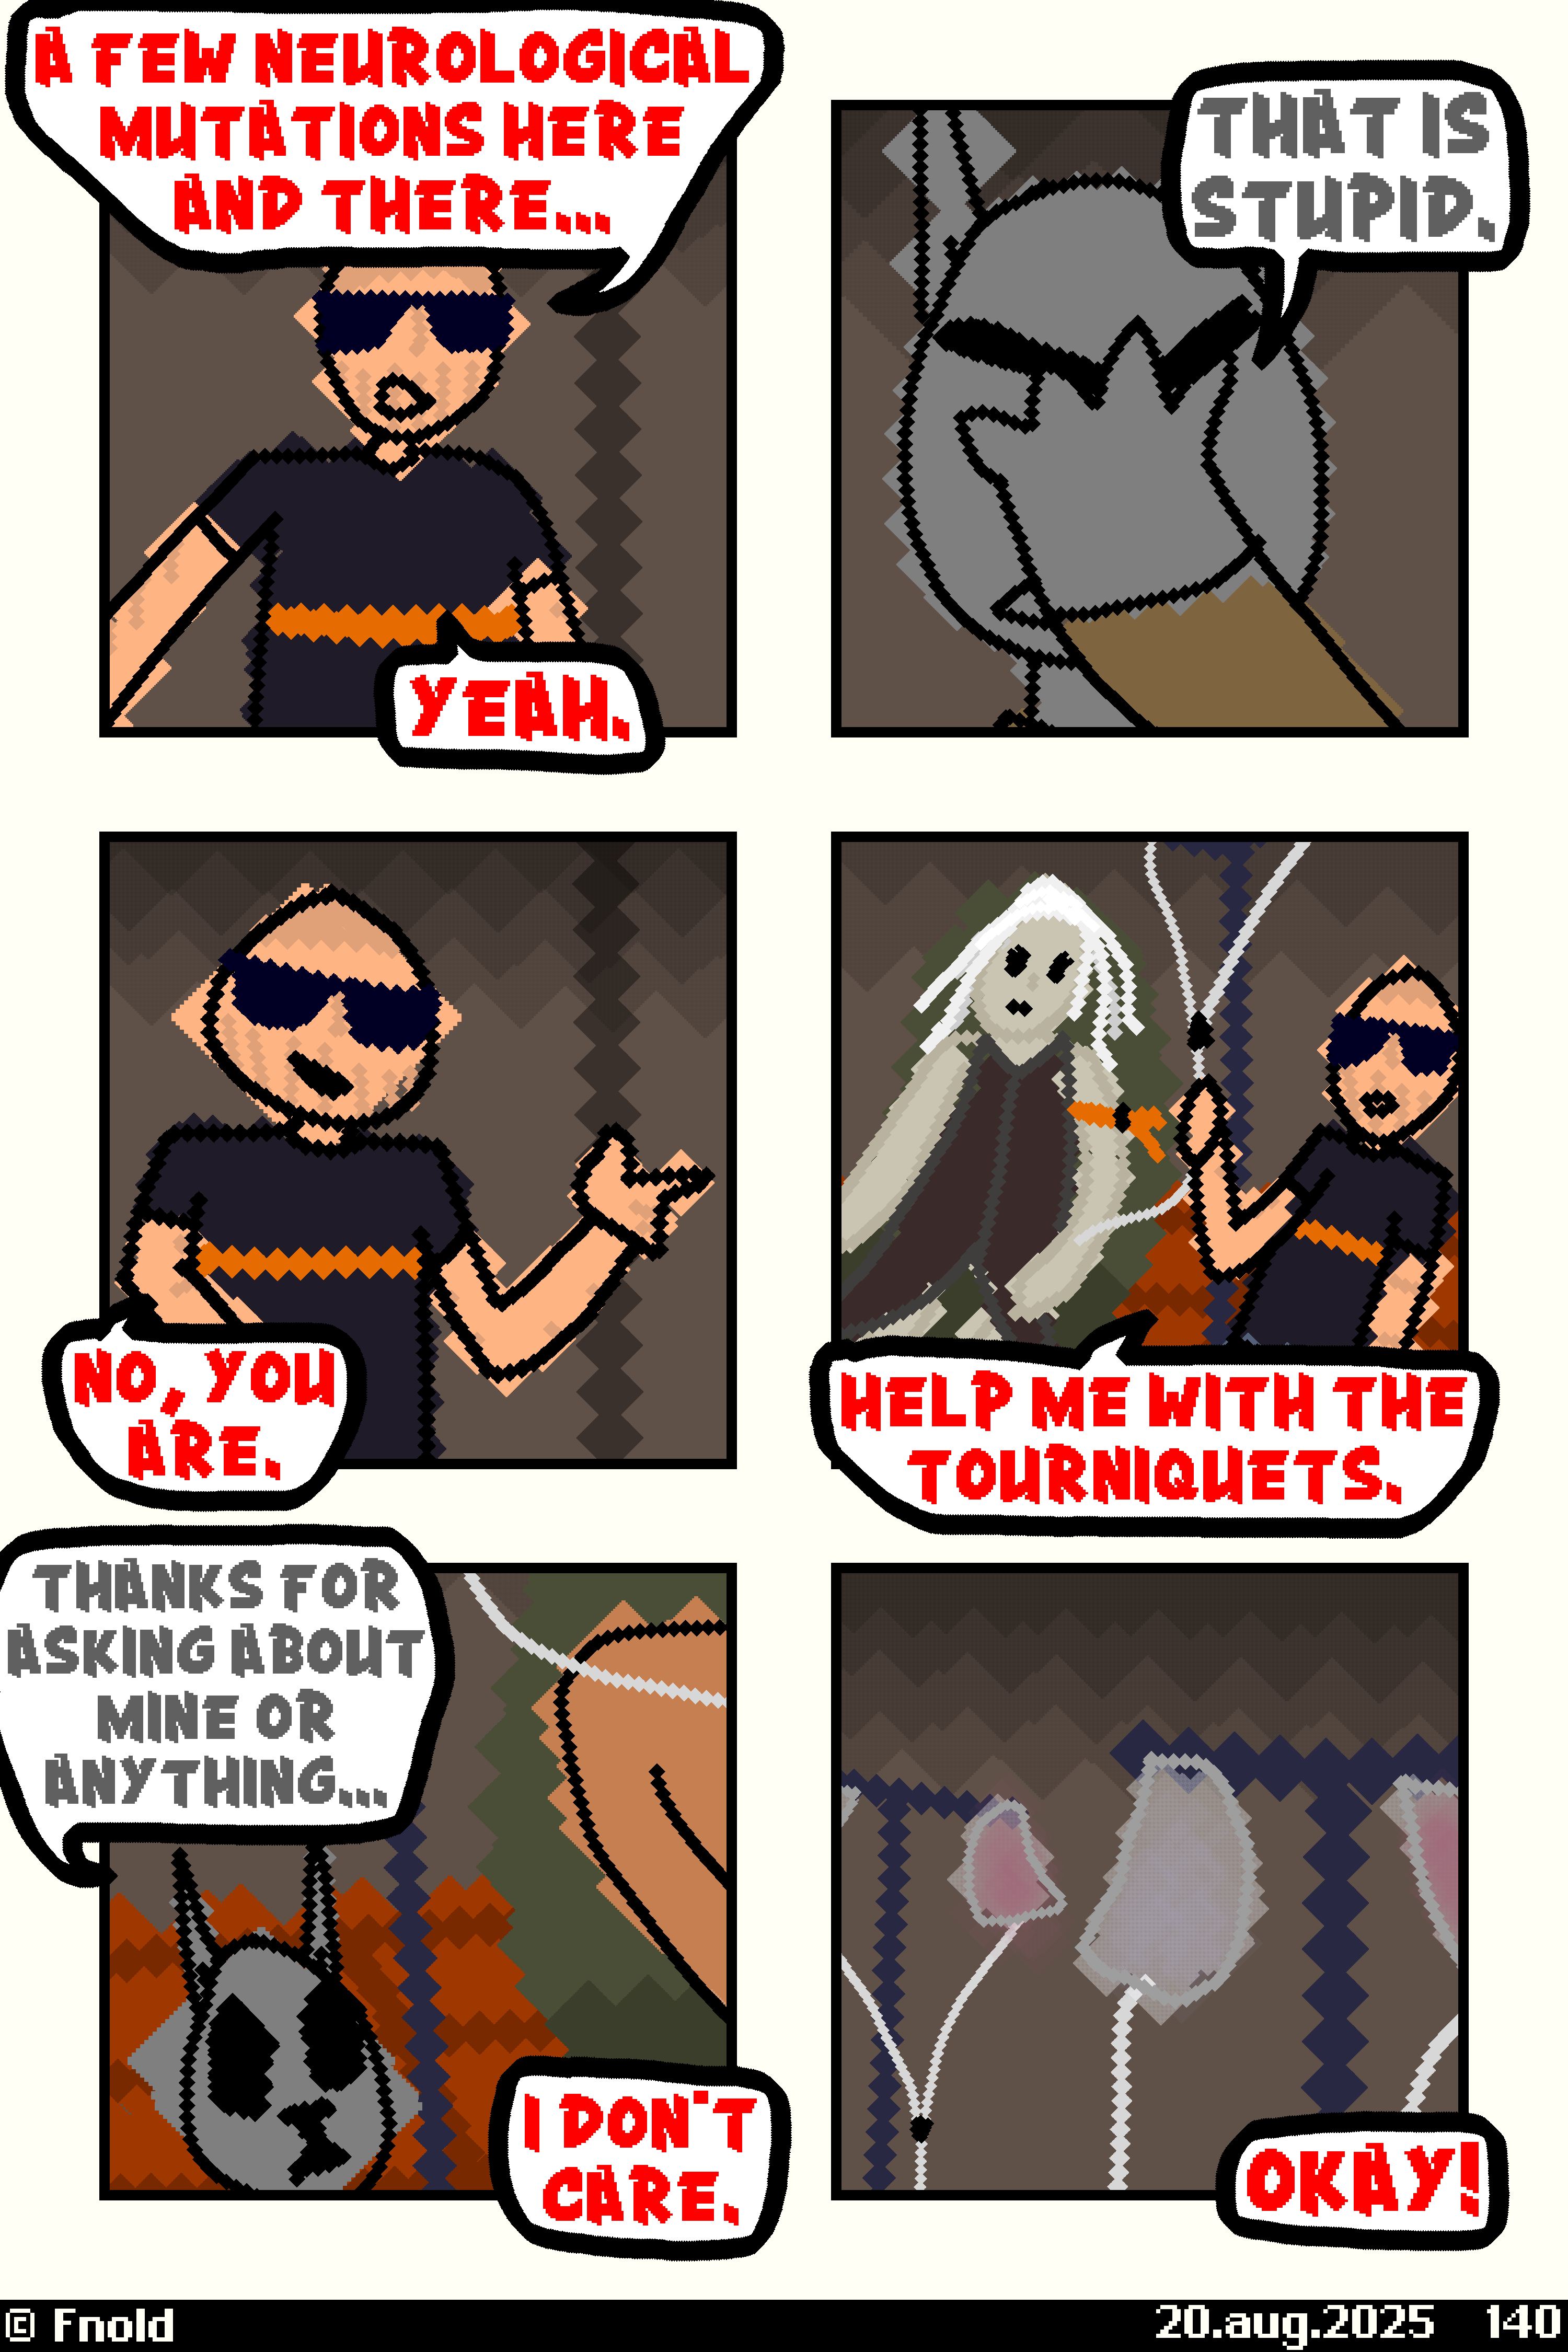 A FEW NEUROLOGICAL
MUTATIONS HERE
AND THERE...
YEAH.
THAT IS
STUPID.
NO, YOU
ARE.
HELP ME WITH THE
TOURNIQUETS.
THANKS FOR
ASKING ABOUT
MINE OR
ANYTHING...
I DON'T
CARE.
OKAY!
© Fnold
20.aug.2025 140